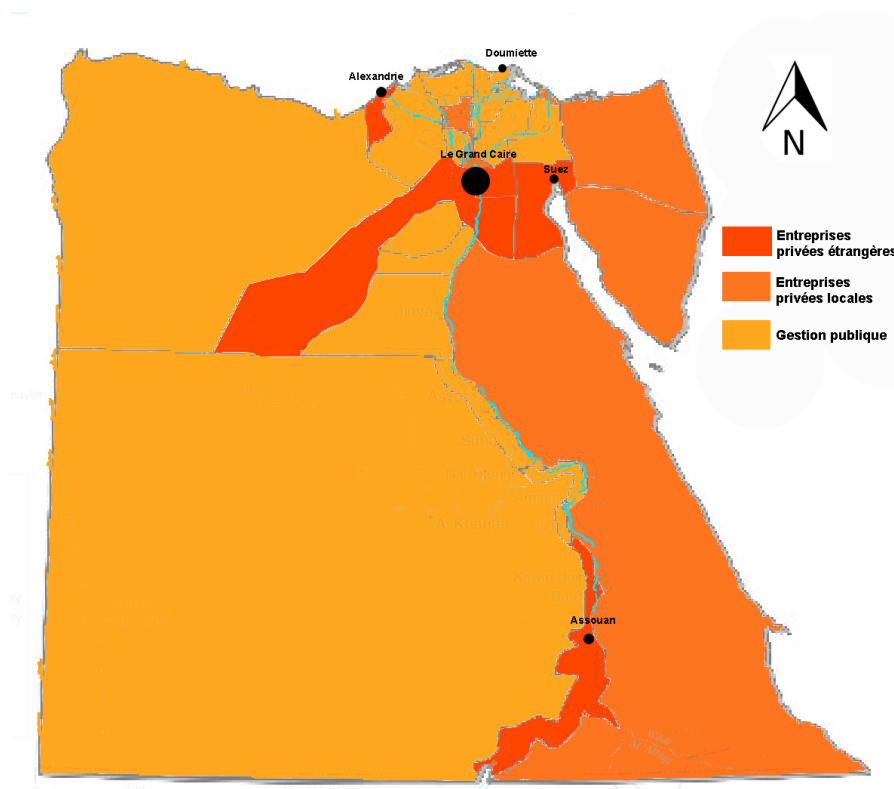 Doumiette
Alexandrie
N
Le Grand Caire
Suez
Entreprises
privées étrangères
Entreprises
privées locales
Gestion publique
Assouan